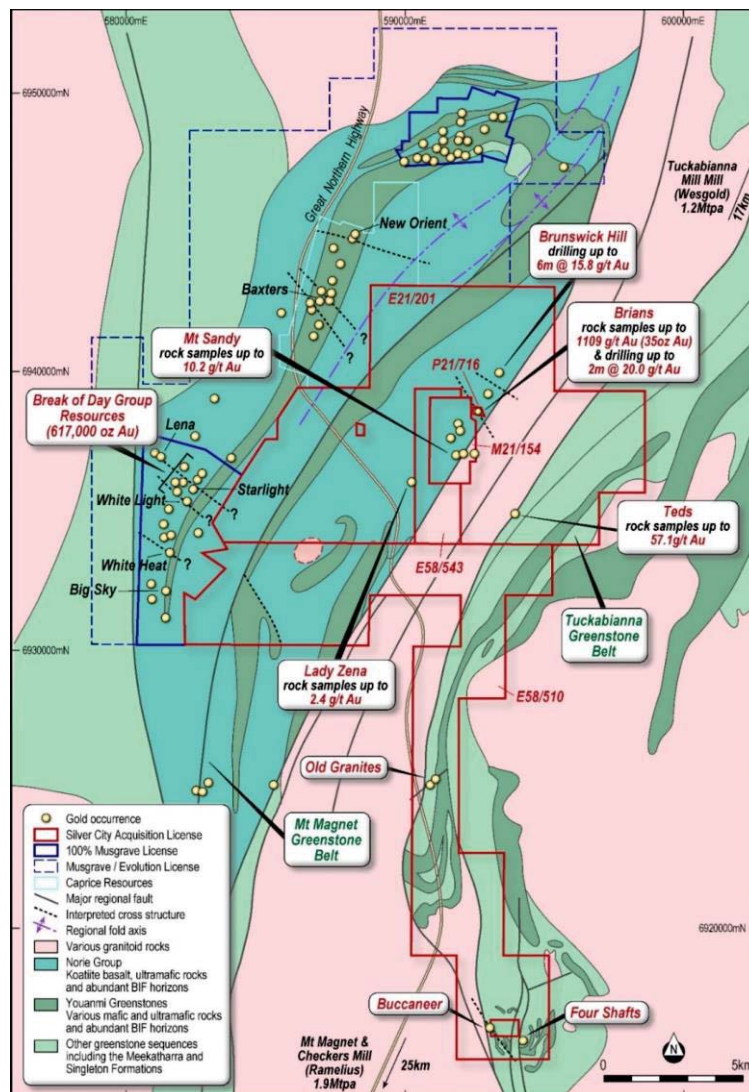 580000mE
590000mE
600000mE
6950000mN
Great Northern Highway
Tuckabianna
Mill Mill
(Wesgold)
1.2Mtpa
17km
New Orient
Brunswick Hill
drilling up to
6m @ 15.8 g/t Au
Baxters
E21/201
?
?
Mt Sandy
rock samples up to
10.2 g/t Au
Brians
rock samples up to
1109 g/t Au (35oz Au)
& drilling up to
2m @ 20.0 g/t Au
6940000mN
P21/716
Break of Day Group
Resources
(617,000 oz Au)
Lena
M21/154
Starlight
White Light
?
?
Teds
rock samples up to
57.1g/t Au
White Heat
E58/543
Big Sky
Tuckabianna
Greenstone
Belt
6930000mN
Lady Zena
rock samples up to
2.4 g/t Au
E58/510
Old Granites
Mt Magnet
Greenstone
Belt
Gold occurrence
Silver City Acquisition License
100% Musgrave License
Musgrave / Evolution License
Caprice Resources
Major regional fault
Interpreted cross structure
Regional fold axis
Various granitoid rocks
Norie Group
Koatiite basalt, ultramafic rocks
and abundant BIF horizons
Youanmi Greenstones
Various mafic and ultramafic rocks
and abundant BIF horizons
Other greenstone sequences
including the Meekatharra and
Singleton Formations
6920000mN
Buccaneer
Four Shafts
Mt Magnet &
Checkers Mill
(Ramelius)
1.9Mtpa
25km
N
0
5km